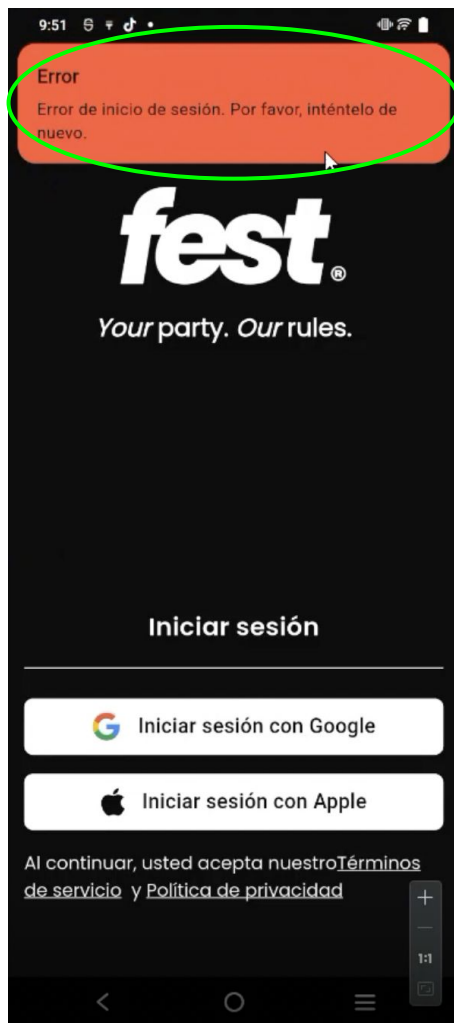 9:51
Error
Error de inicio de sesión. Por favor, inténtelo de
nuevo.
fest®
Your party. Our rules.
Iniciar sesión
Iniciar sesión con Google
Iniciar sesión con Apple
Al continuar, usted acepta nuestroTérminos
de servicio y Política de privacidad
1:1